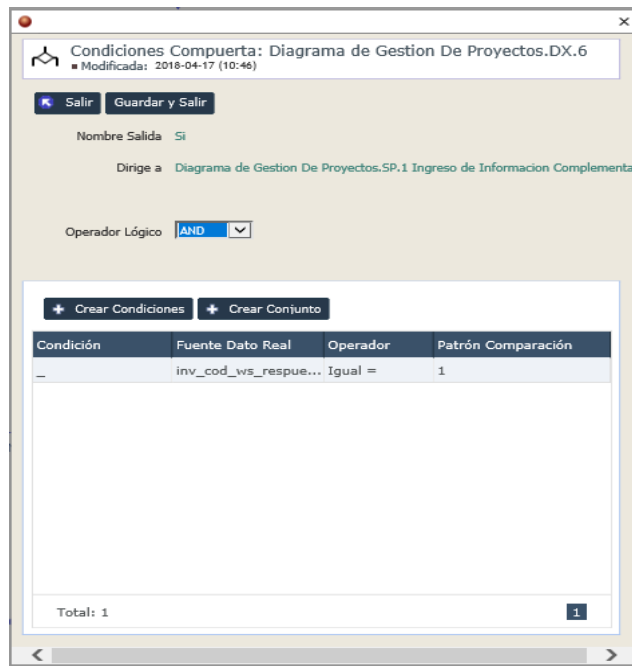 Condiciones Compuerta: Diagrama de Gestion De Proyectos.DX.6
Modificada: 2018-04-17 (10:46)
Salir Guardar y Salir
Nombre Salida Si
Dirige a Diagrama de Gestion De Proyectos.SP.1 Ingreso de Informacion Complementa
Operador Lógico AND
+ Crear Condiciones + Crear Conjunto
Condición Fuente Dato Real Operador Patrón Comparación
_ inv_cod_ws_respue... Igual = 1
Total: 1 1